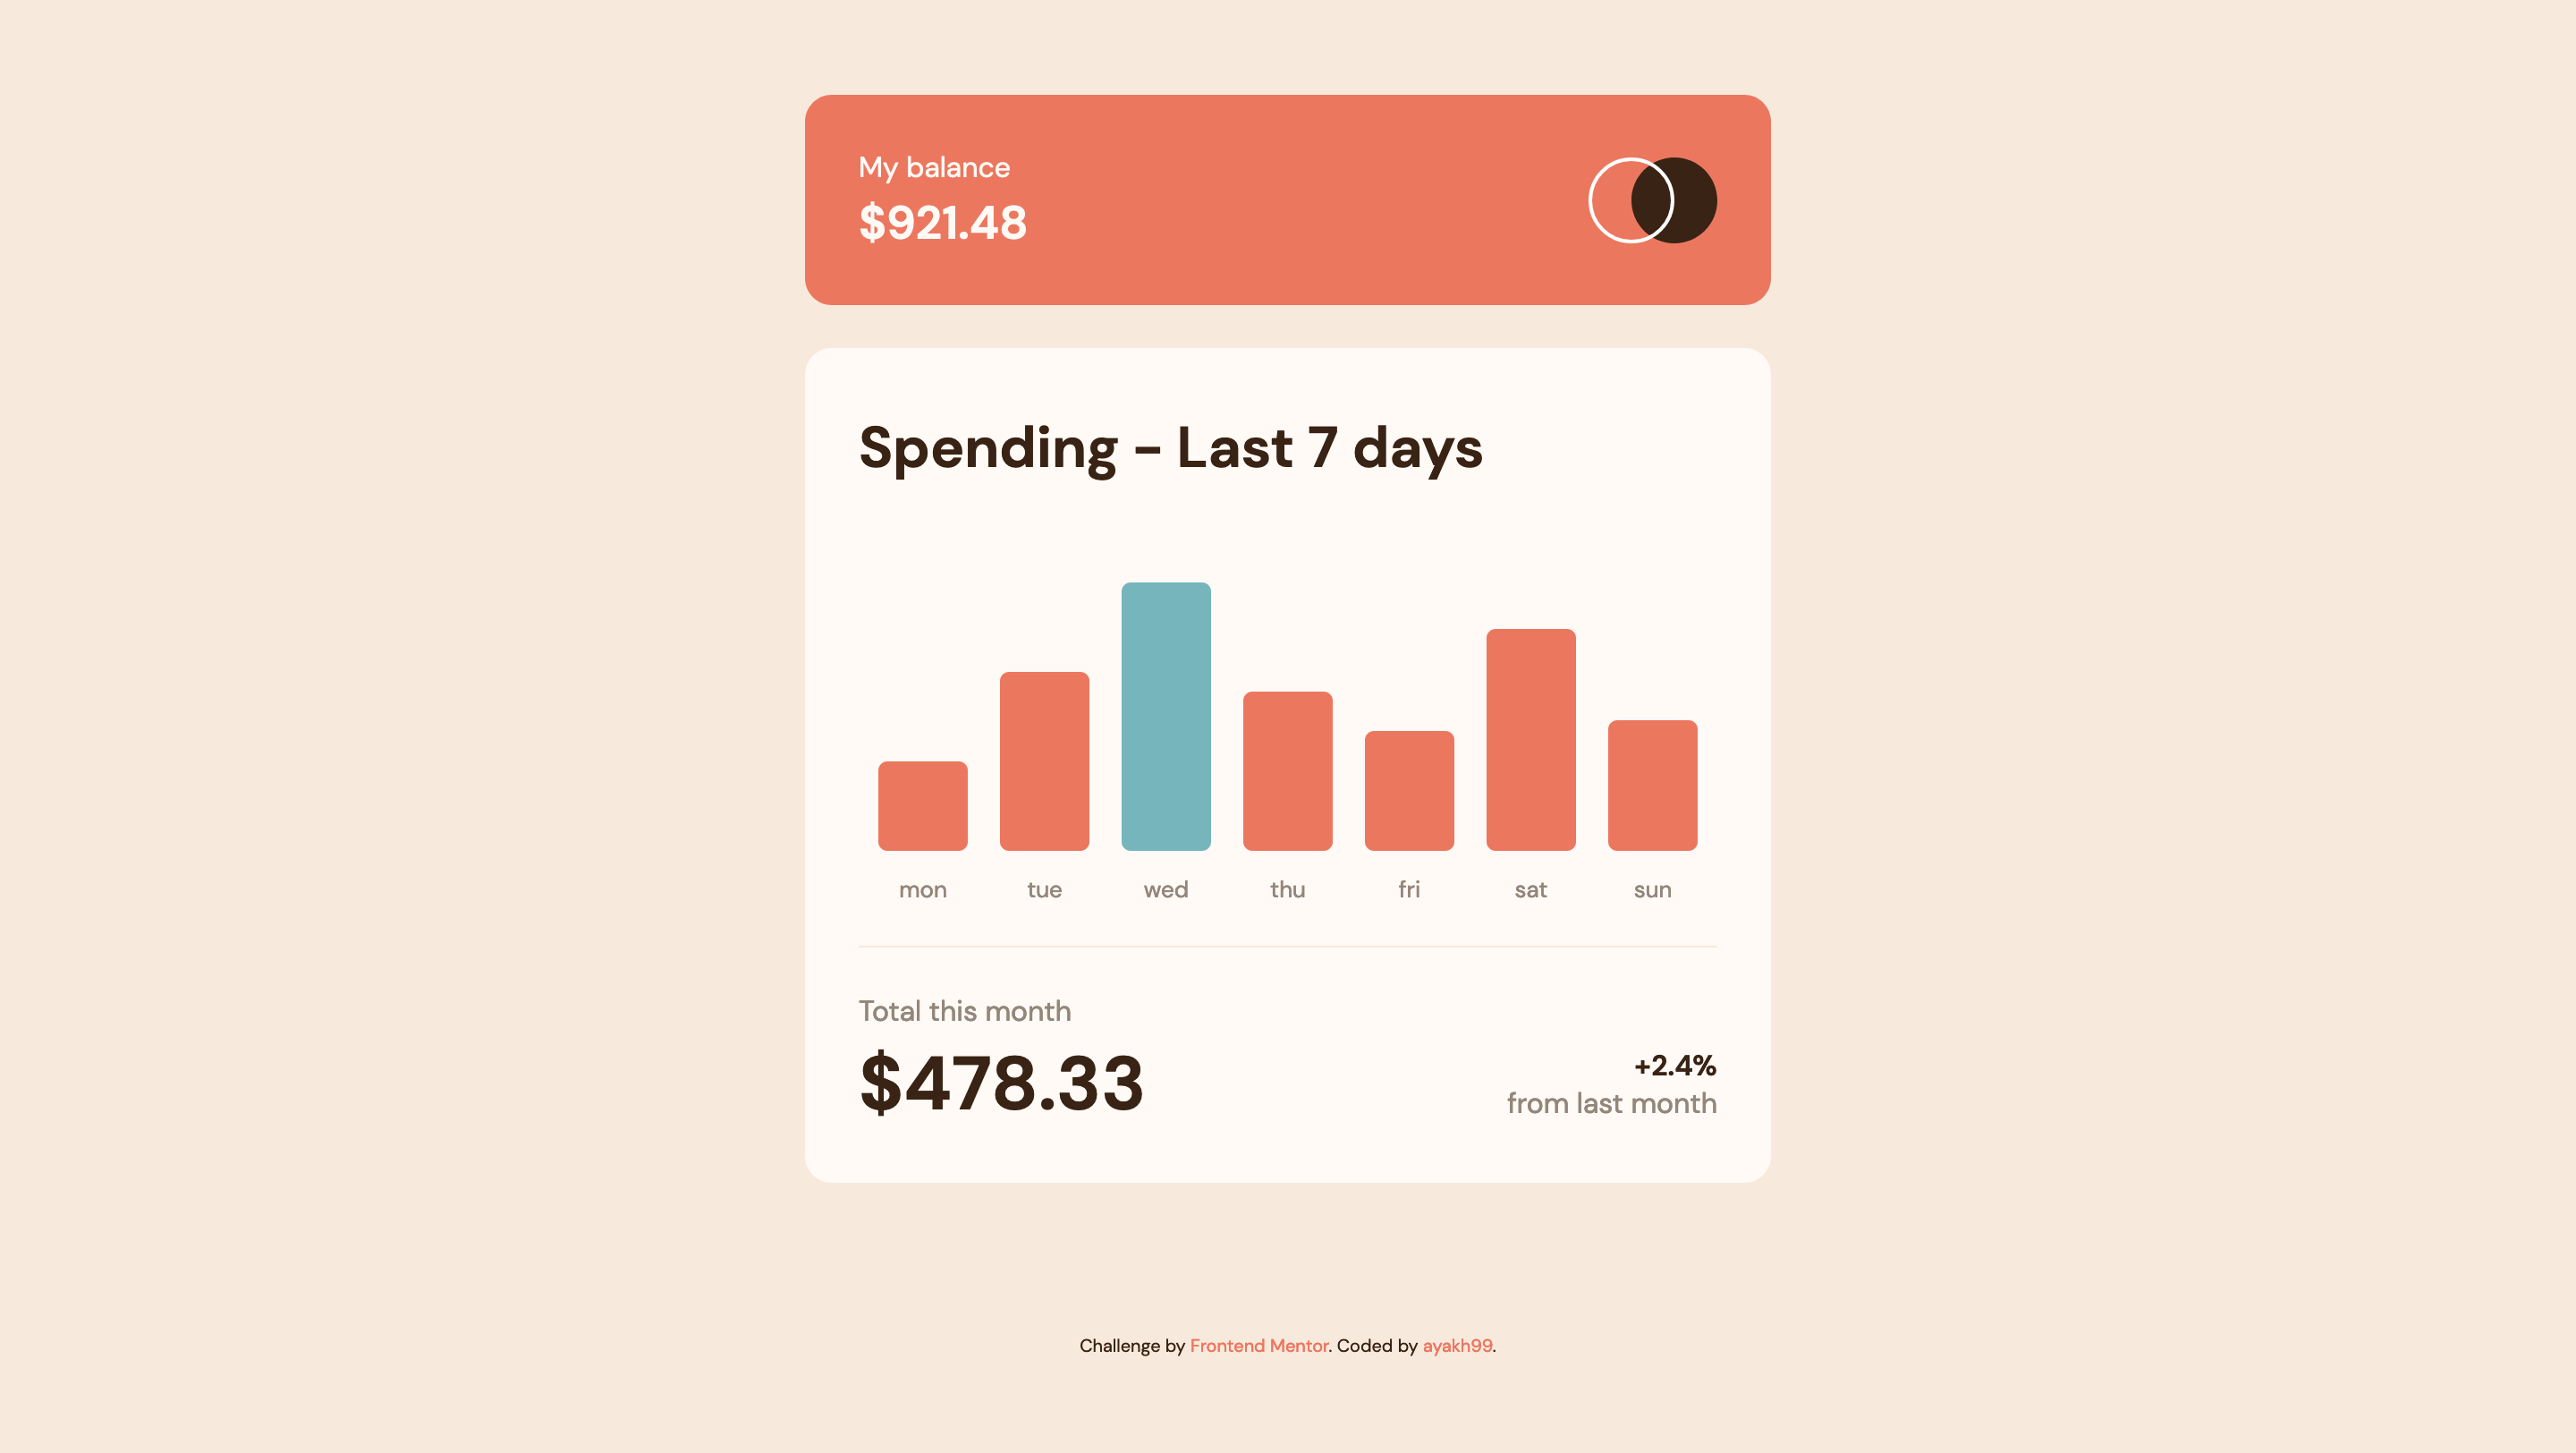 My balance
$921.48
Spending - Last 7 days
mon tue wed thu fri sat sun
Total this month
$478.33
+2.4%
from last month
Challenge by Frontend Mentor. Coded by ayakh99.